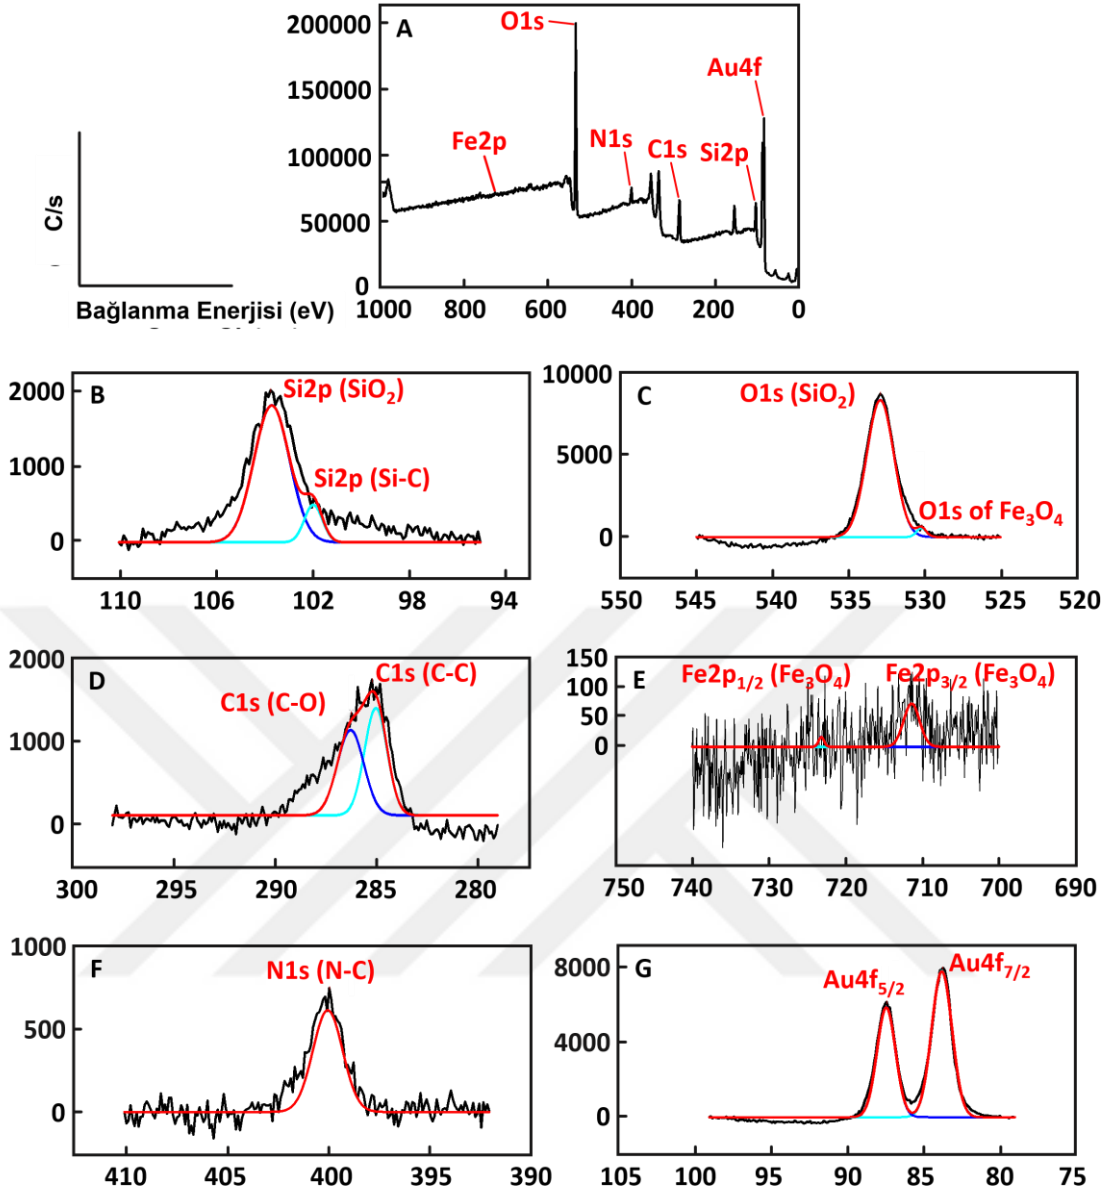 A
200000
150000
100000
50000
0
O1s
Au4f
Fe2p
N1s
C1s
Si2p
C/s
Bağlanma Enerjisi (eV)
1000 800 600 400 200 0
B
2000
1000
0
Si2p (SiO2)
Si2p (Si-C)
110 106 102 98 94
C
10000
5000
0
O1s (SiO2)
O1s of Fe3O4
550 545 540 535 530 525 520
D
2000
1000
0
C1s (C-C)
C1s (C-O)
300 295 290 285 280
E
150
100
50
0
Fe2p1/2 (Fe3O4) Fe2p3/2 (Fe3O4)
750 740 730 720 710 700 690
F
1000
500
0
N1s (N-C)
410 405 400 395 390
G
8000
4000
0
Au4f5/2
Au4f7/2
105 100 95 90 85 80 75